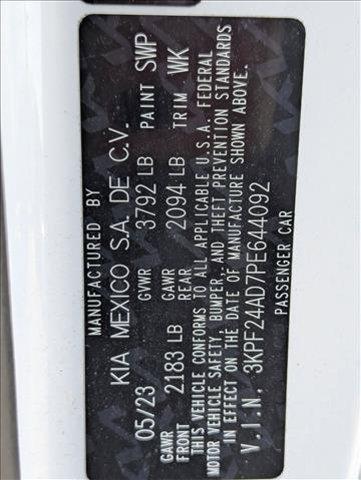 MANUFACTURED BY
KIA MEXICO S.A. DE C.V.
05/23 GVWR 3792 LB PAINT SWP
GAWR FRONT 2183 LB GAWR REAR 2094 LB TRIM WK
THIS VEHICLE CONFORMS TO ALL APPLICABLE U.S.A. FEDERAL
MOTOR VEHICLE SAFETY, BUMPER, AND THEFT PREVENTION STANDARDS
IN EFFECT ON THE DATE OF MANUFACTURE SHOWN ABOVE.
V.I.N. 3KPF24AD7PE644092
PASSENGER CAR